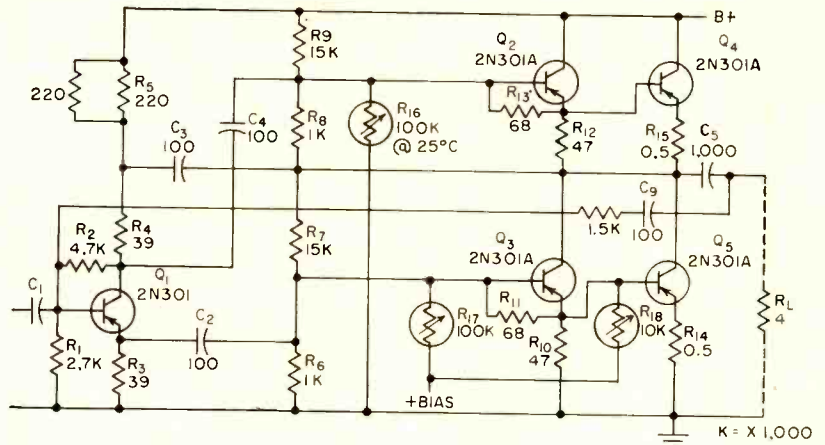 B+
R9
15K
Q2
2N301A
Q4
2N301A
220
R5
220
C4
100
R8
1K
R16
100K
@ 25°C
R13
68
R12
47
R15
0.5
C5
1,000
C3
100
R2
4.7K
R4
39
R7
15K
1.5K
C9
100
Q1
2N301
Q3
2N301A
Q5
2N301A
C1
C2
100
R17
100K
R11
68
R18
10K
RL
4
R1
2.7K
R3
39
R6
1K
R10
47
R14
0.5
+BIAS
K = X 1,000